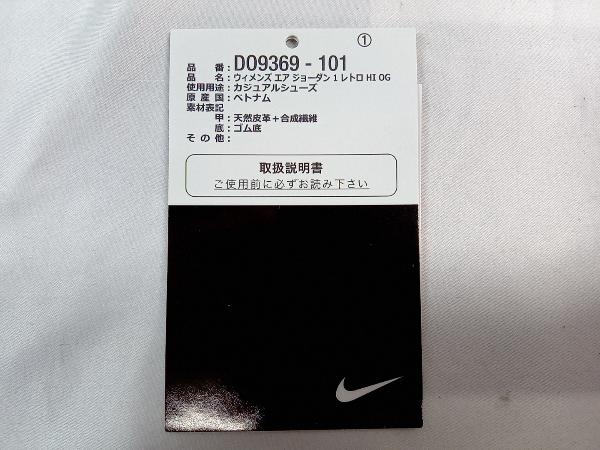 ①
品番：DO9369 - 101
品名：ウィメンズ エア ジョーダン 1 レトロ HI OG
使用用途：カジュアルシューズ
原産国：ベトナム
素材表記
甲：天然皮革＋合成繊維
底：ゴム底
その他：
取扱説明書
ご使用前に必ずお読み下さい